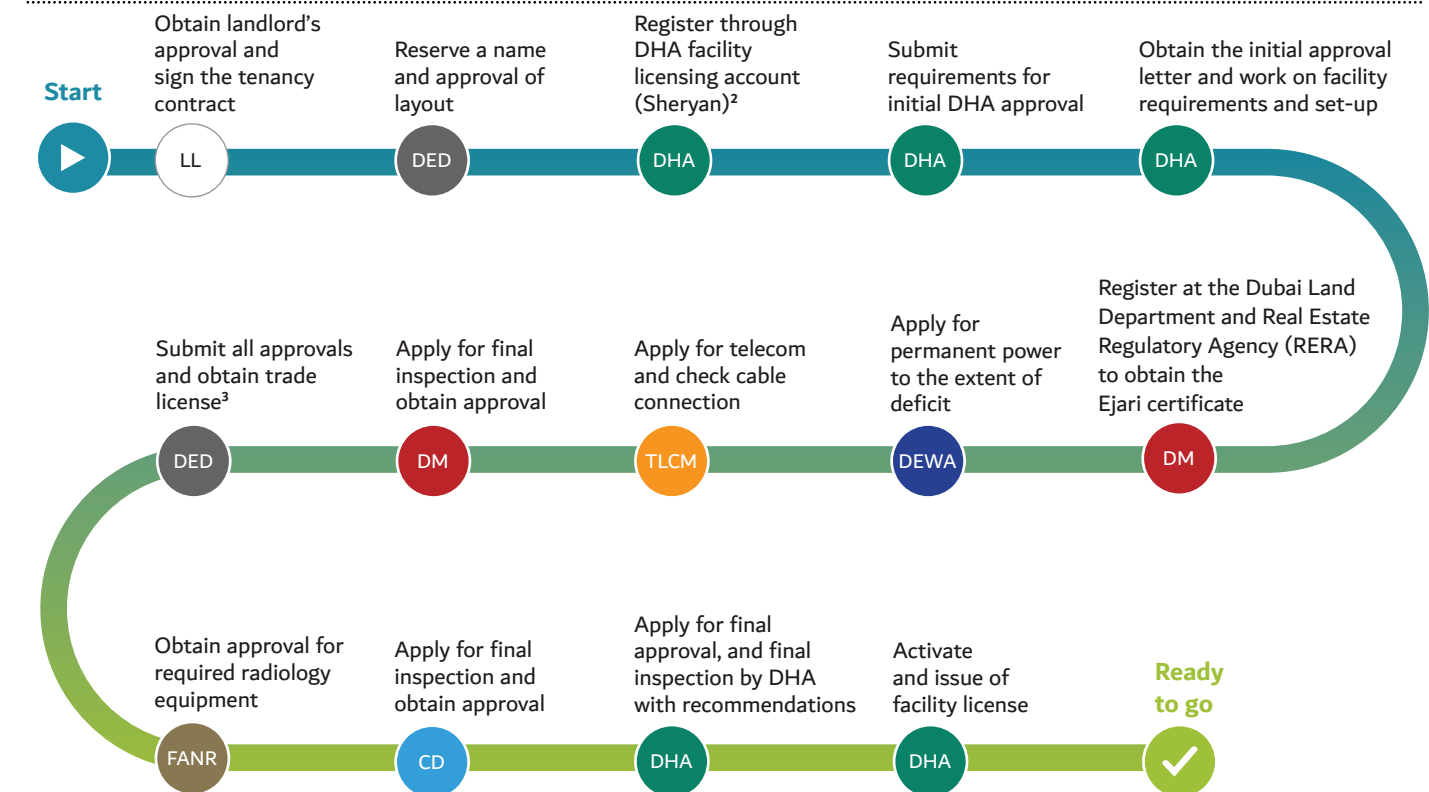 Start
Obtain landlord's
approval and
sign the tenancy
contract
LL
Reserve a name
and approval of
layout
DED
Register through
DHA facility
licensing account
(Sheryan)²
DHA
Submit
requirements for
initial DHA approval
DHA
Obtain the initial approval
letter and work on facility
requirements and set-up
DHA
Register at the Dubai Land
Department and Real Estate
Regulatory Agency (RERA)
to obtain the
Ejari certificate
DM
Apply for
permanent power
to the extent of
deficit
DEWA
Apply for telecom
and check cable
connection
TLCM
Apply for final
inspection and
obtain approval
DM
Submit all approvals
and obtain trade
license³
DED
Obtain approval for
required radiology
equipment
FANR
Apply for final
inspection and
obtain approval
CD
Apply for final
approval, and final
inspection by DHA
with recommendations
DHA
Activate
and issue of
facility license
DHA
Ready
to go